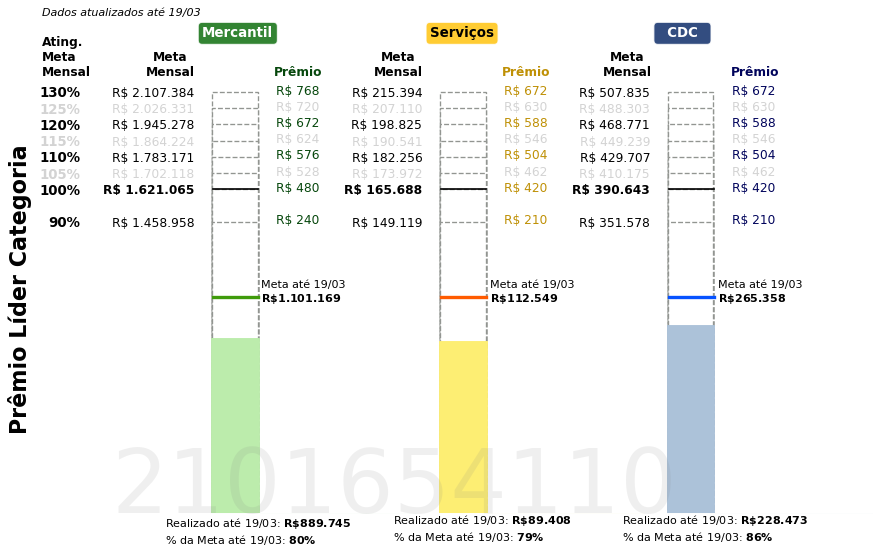 Dados atualizados até 19/03
Mercantil Serviços CDC
Ating. Meta Mensal
Meta Mensal Prêmio Meta Mensal Prêmio Meta Mensal Prêmio
130% R$ 2.107.384 R$ 768 R$ 215.394 R$ 672 R$ 507.835 R$ 672
125% R$ 2.026.331 R$ 720 R$ 207.110 R$ 630 R$ 488.303 R$ 630
120% R$ 1.945.278 R$ 672 R$ 198.825 R$ 588 R$ 468.771 R$ 588
115% R$ 1.864.224 R$ 624 R$ 190.541 R$ 546 R$ 449.239 R$ 546
110% R$ 1.783.171 R$ 576 R$ 182.256 R$ 504 R$ 429.707 R$ 504
105% R$ 1.702.118 R$ 528 R$ 173.972 R$ 462 R$ 410.175 R$ 462
100% R$ 1.621.065 R$ 480 R$ 165.688 R$ 420 R$ 390.643 R$ 420
90% R$ 1.458.958 R$ 240 R$ 149.119 R$ 210 R$ 351.578 R$ 210
Prêmio Líder Categoria
Meta até 19/03 Meta até 19/03 Meta até 19/03
R$1.101.169 R$112.549 R$265.358
2101654110
Realizado até 19/03: R$889.745 Realizado até 19/03: R$89.408 Realizado até 19/03: R$228.473
% da Meta até 19/03: 80% % da Meta até 19/03: 79% % da Meta até 19/03: 86%